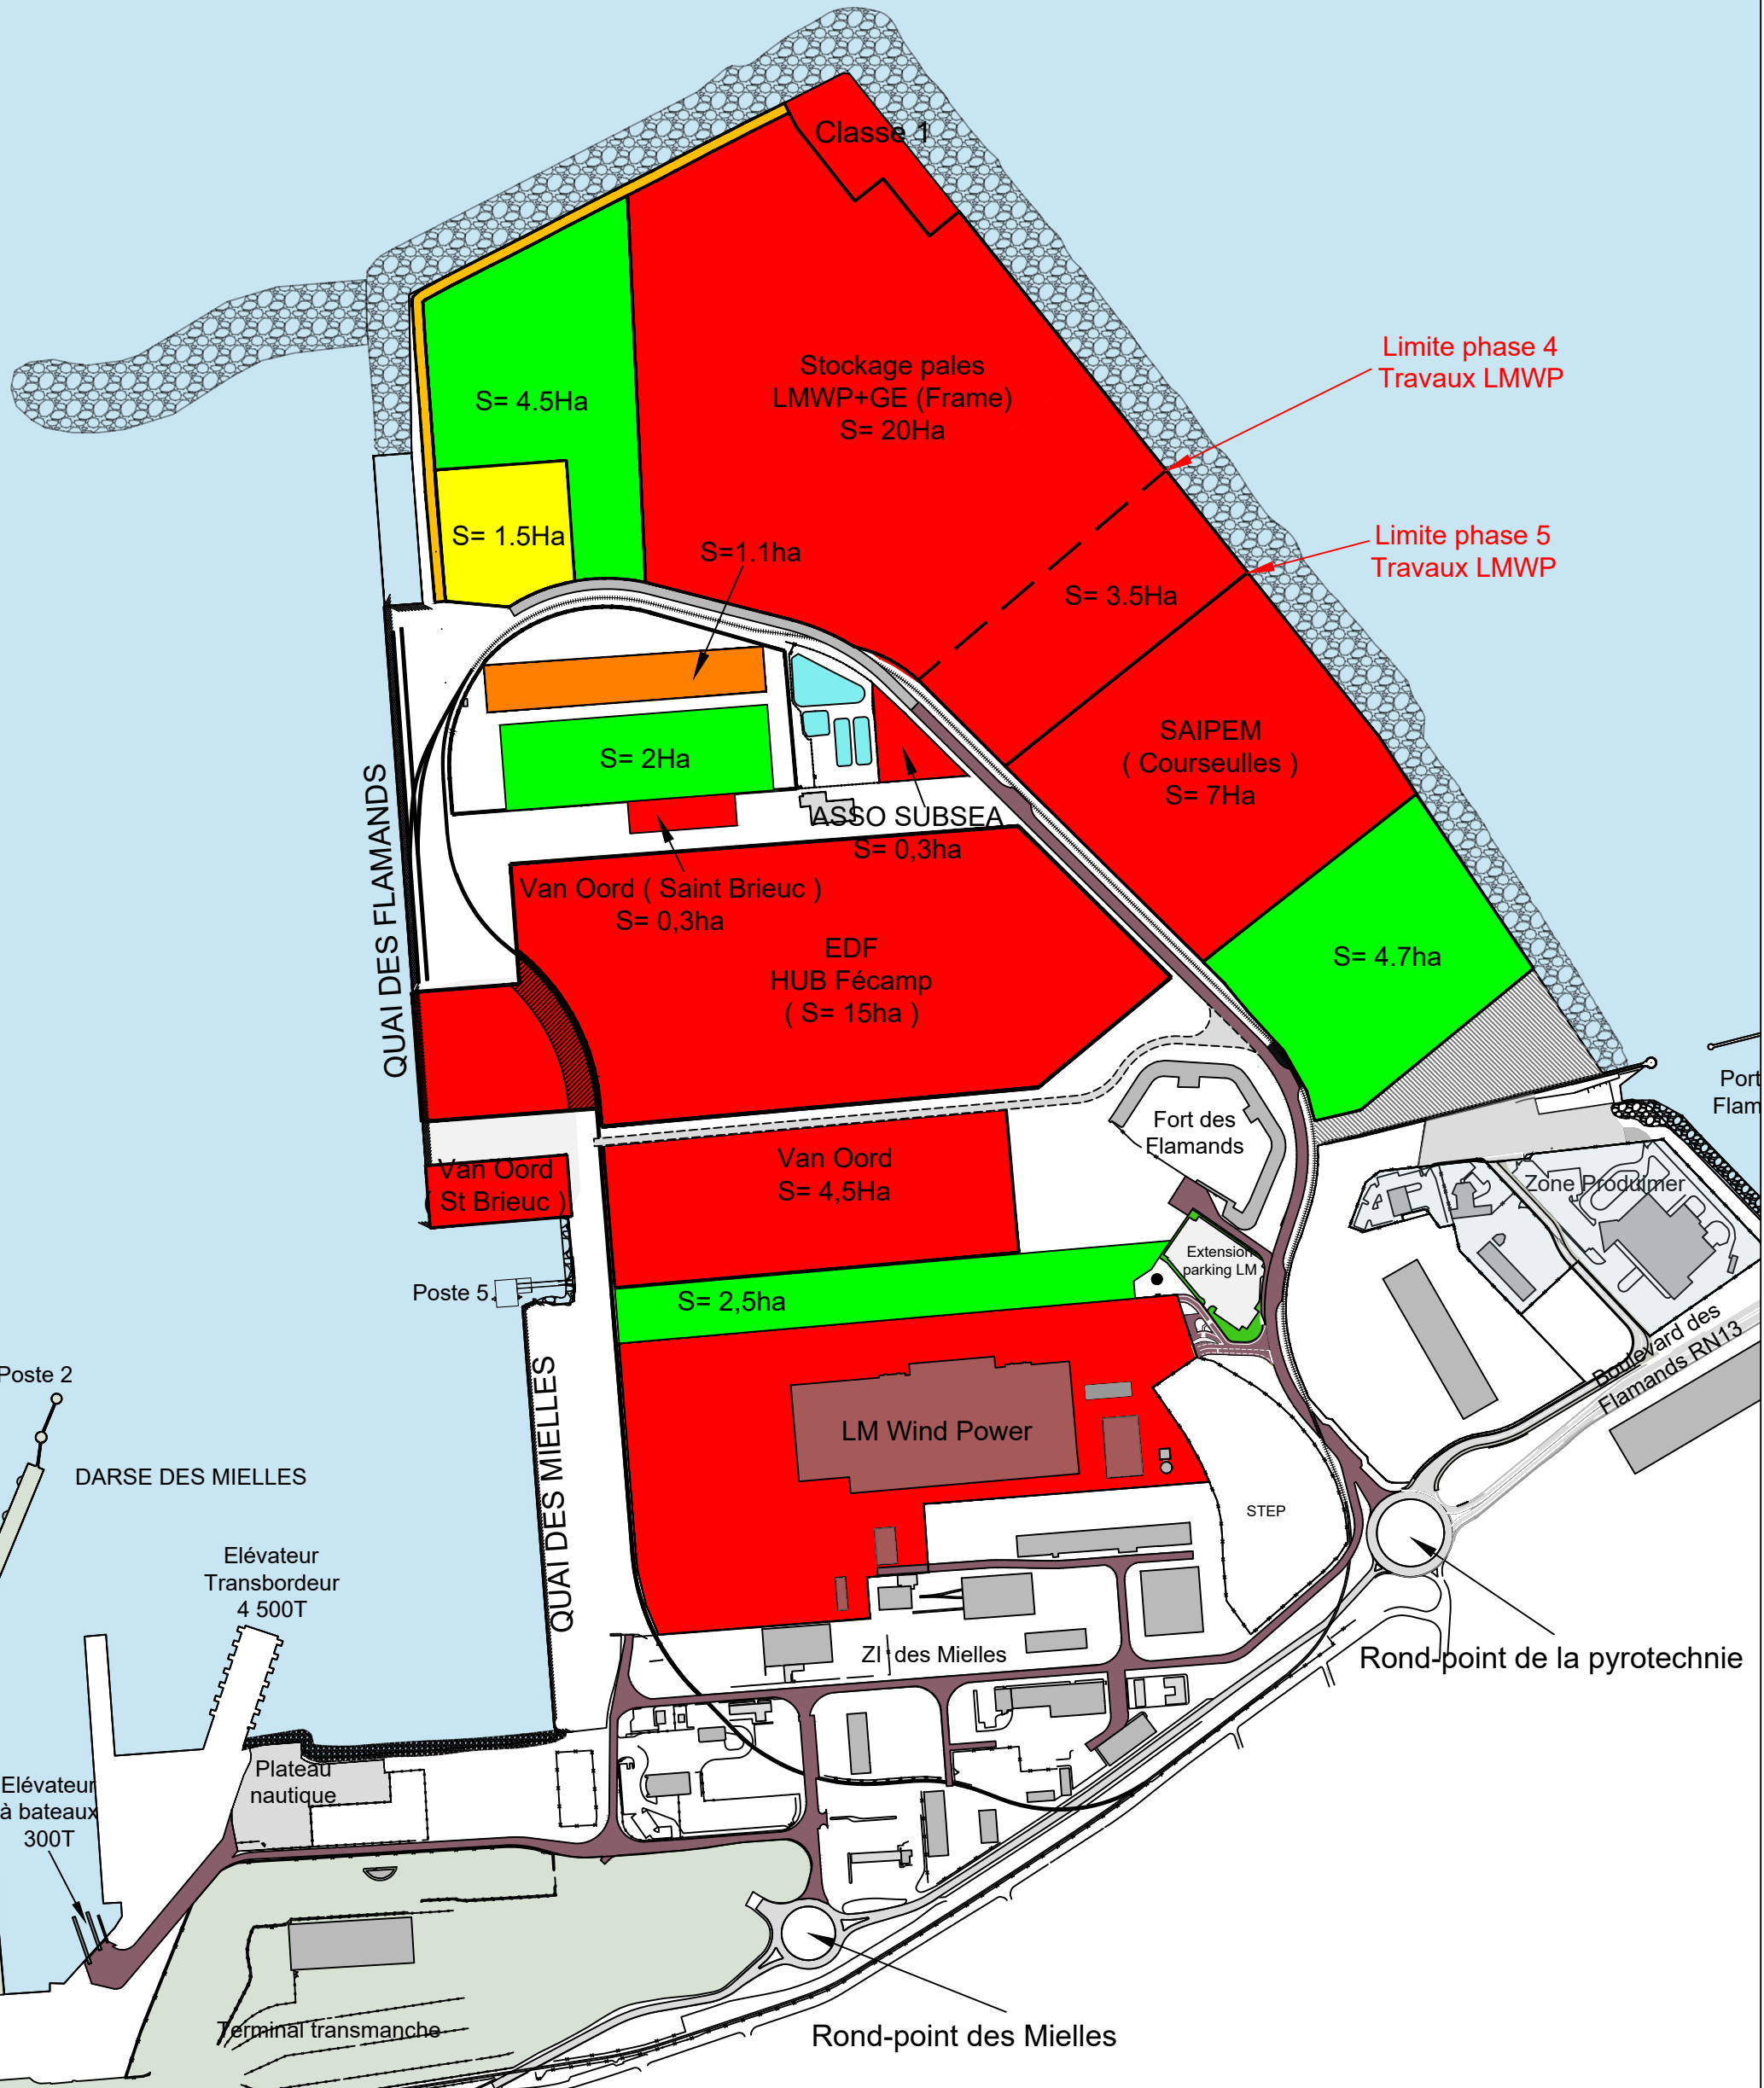 Classe 1
Limite phase 4
Travaux LMWP
Stockage pales
LMWP+GE (Frame)
S= 20Ha
S= 4.5Ha
S= 1.5Ha
Limite phase 5
Travaux LMWP
S=1.1ha
S= 3.5Ha
SAIPEM
( Courseulles )
S= 7Ha
S= 2Ha
ASSO SUBSEA
S= 0,3ha
QUAI DES FLAMANDS
Van Oord ( Saint Brieuc )
S= 0,3ha
EDF
HUB Fécamp
( S= 15ha )
S= 4.7ha
Port
Flam
Fort des
Flamands
Van Oord
S= 4,5Ha
Van Oord
( St Brieuc )
Zone Produimer
Extension
parking LM
Poste 5
S= 2,5ha
Boulevard des
Flamands RN13
Poste 2
QUAI DES MIELLES
LM Wind Power
DARSE DES MIELLES
STEP
Elévateur
Transbordeur
4 500T
ZI des Mielles
Rond-point de la pyrotechnie
Plateau
nautique
Elévateur
à bateaux
300T
Terminal transmanche
Rond-point des Mielles